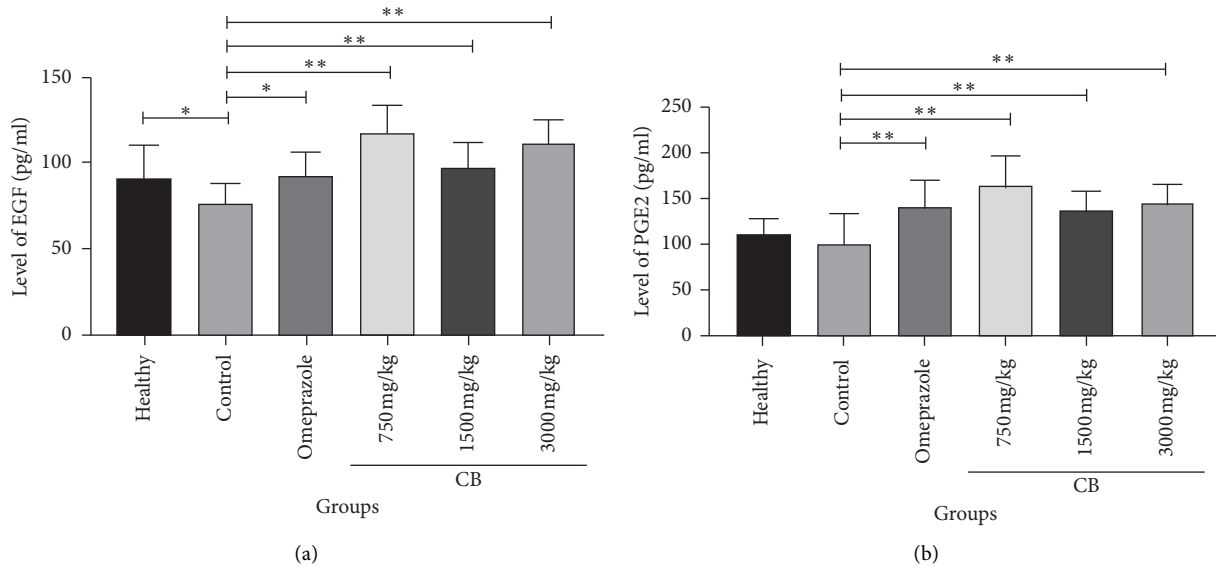 **
**
**
*
*
150
100
50
0
Level of EGF (pg/ml)
Healthy
Control
Omeprazole
750 mg/kg
1500 mg/kg
3000 mg/kg
CB
Groups
(a)
**
**
**
**
250
200
150
100
50
0
Level of PGE2 (pg/ml)
Healthy
Control
Omeprazole
750 mg/kg
1500 mg/kg
3000 mg/kg
CB
Groups
(b)